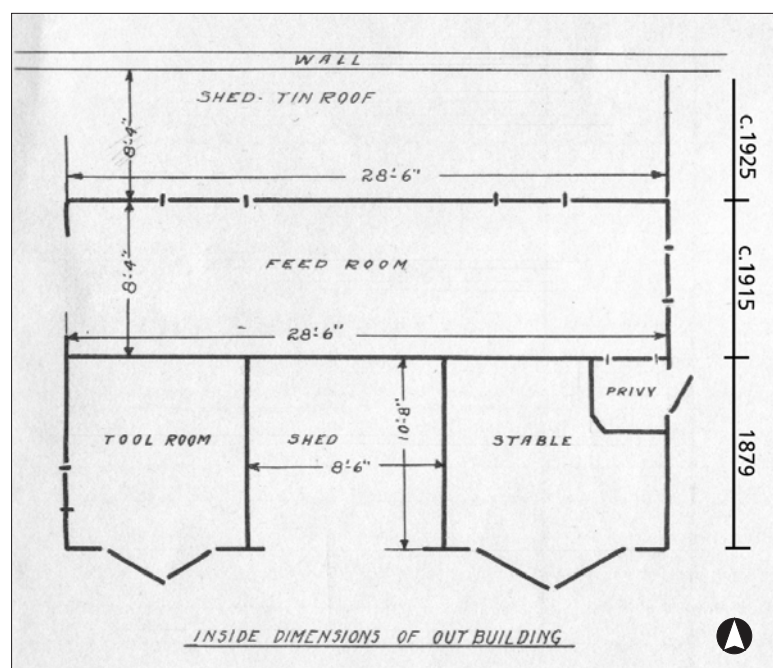 WALL
SHED-TIN ROOF
8'-4"
28'-6"
c.1925
FEED ROOM
8'-4"
28'-6"
c.1915
PRIVY
TOOL ROOM
SHED
10'-8"
STABLE
8'-6"
1879
INSIDE DIMENSIONS OF OUT BUILDING